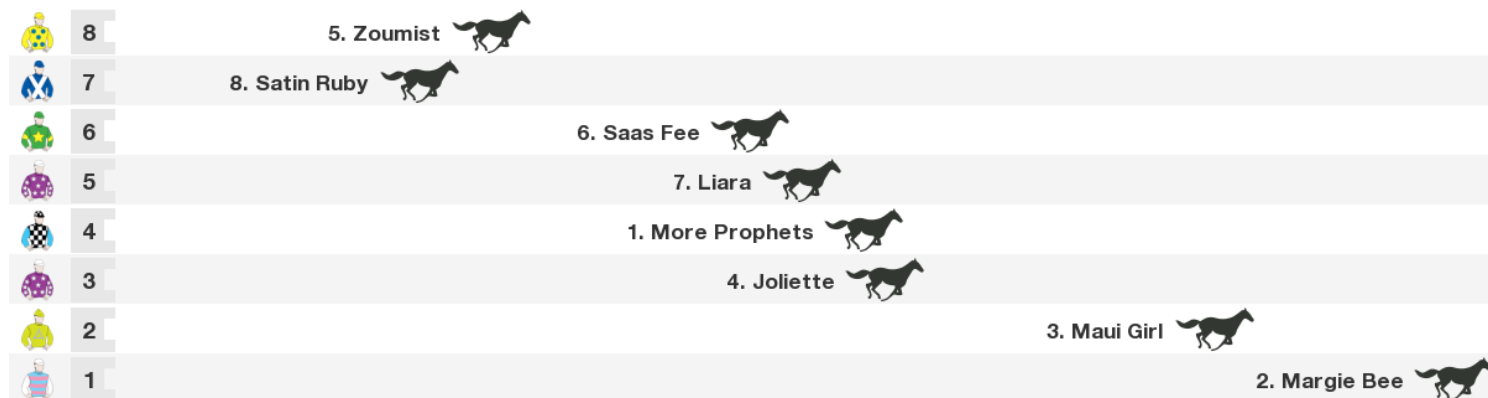 8 5. Zoumist
7 8. Satin Ruby
6 6. Saas Fee
5 7. Liara
4 1. More Prophets
3 4. Joliette
2 3. Maui Girl
1 2. Margie Bee